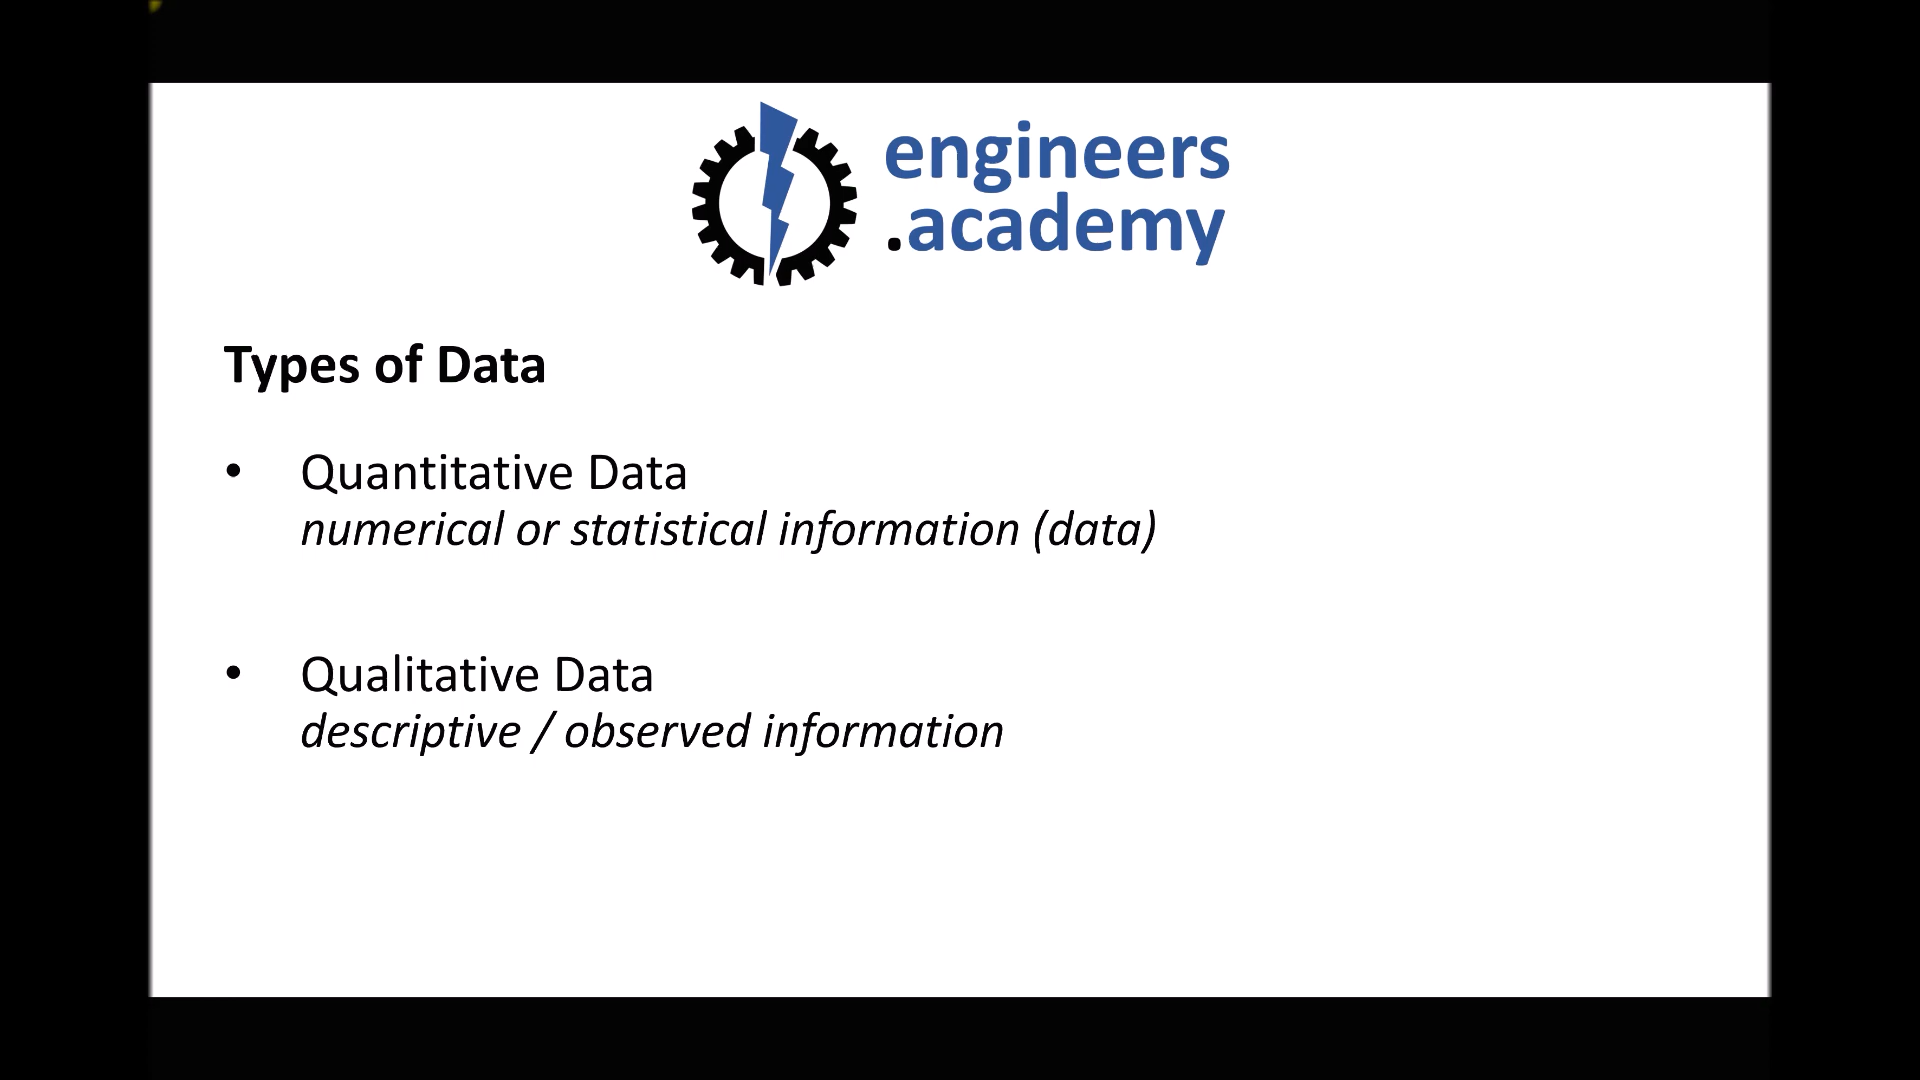 engineers
.academy
Types of Data
• Quantitative Data
numerical or statistical information (data)
• Qualitative Data
descriptive / observed information